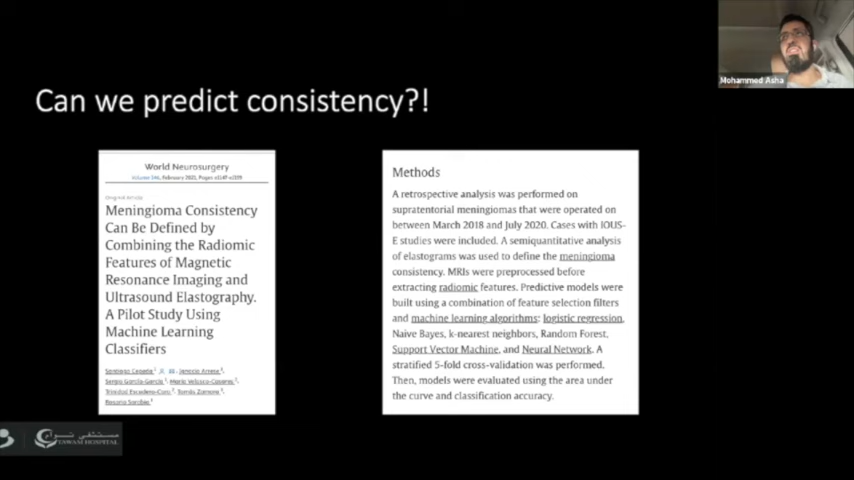 Mohammed Asha
Can we predict consistency?!
World Neurosurgery
Original Article
Meningioma Consistency
Can Be Defined by
Combining the Radiomic
Features of Magnetic
Resonance Imaging and
Ultrasound Elastography.
A Pilot Study Using
Machine Learning
Classifiers
Methods
A retrospective analysis was performed on
supratentorial meningiomas that were operated on
between March 2018 and July 2020. Cases with IOUS-
E studies were included. A semiquantitative analysis
of elastograms was used to define the meningioma
consistency. MRIs were preprocessed before
extracting radiomic features. Predictive models were
built using a combination of feature selection filters
and machine learning algorithms: logistic regression,
Naive Bayes, k-nearest neighbors, Random Forest,
Support Vector Machine, and Neural Network. A
stratified 5-fold cross-validation was performed.
Then, models were evaluated using the area under
the curve and classification accuracy.
مستشفى توام
TAWAM HOSPITAL